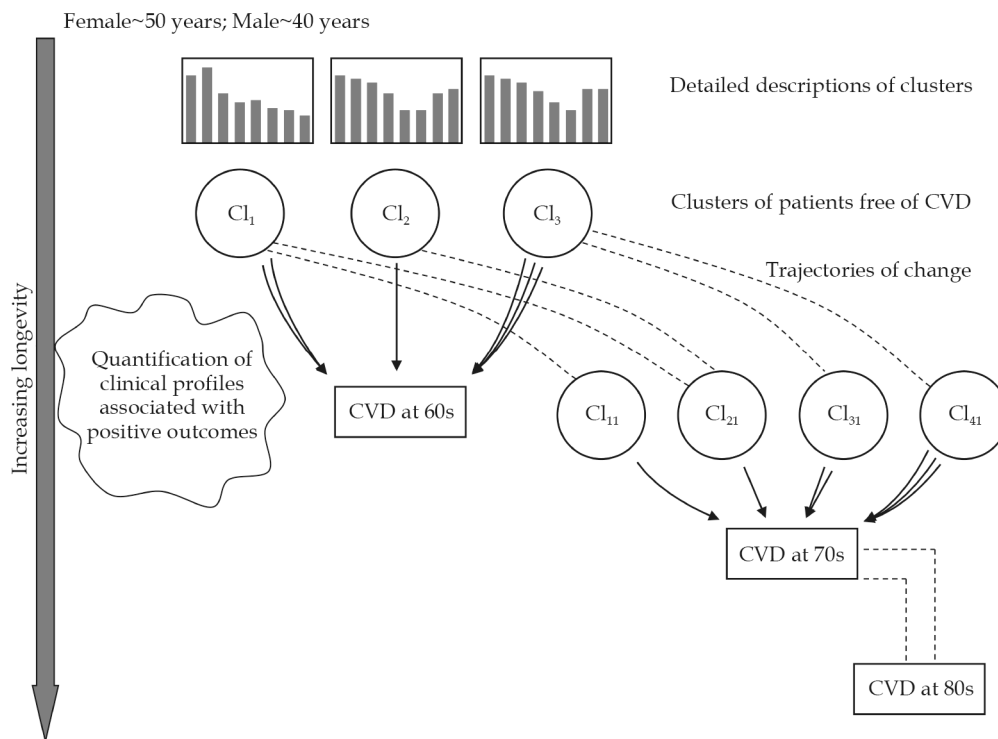 Female~50 years; Male~40 years
Detailed descriptions of clusters
Cl₁
Cl₂
Cl₃
Clusters of patients free of CVD
Trajectories of change
Increasing longevity
Quantification of
clinical profiles
associated with
positive outcomes
CVD at 60s
Cl₁₁
Cl₂₁
Cl₃₁
Cl₄₁
CVD at 70s
CVD at 80s